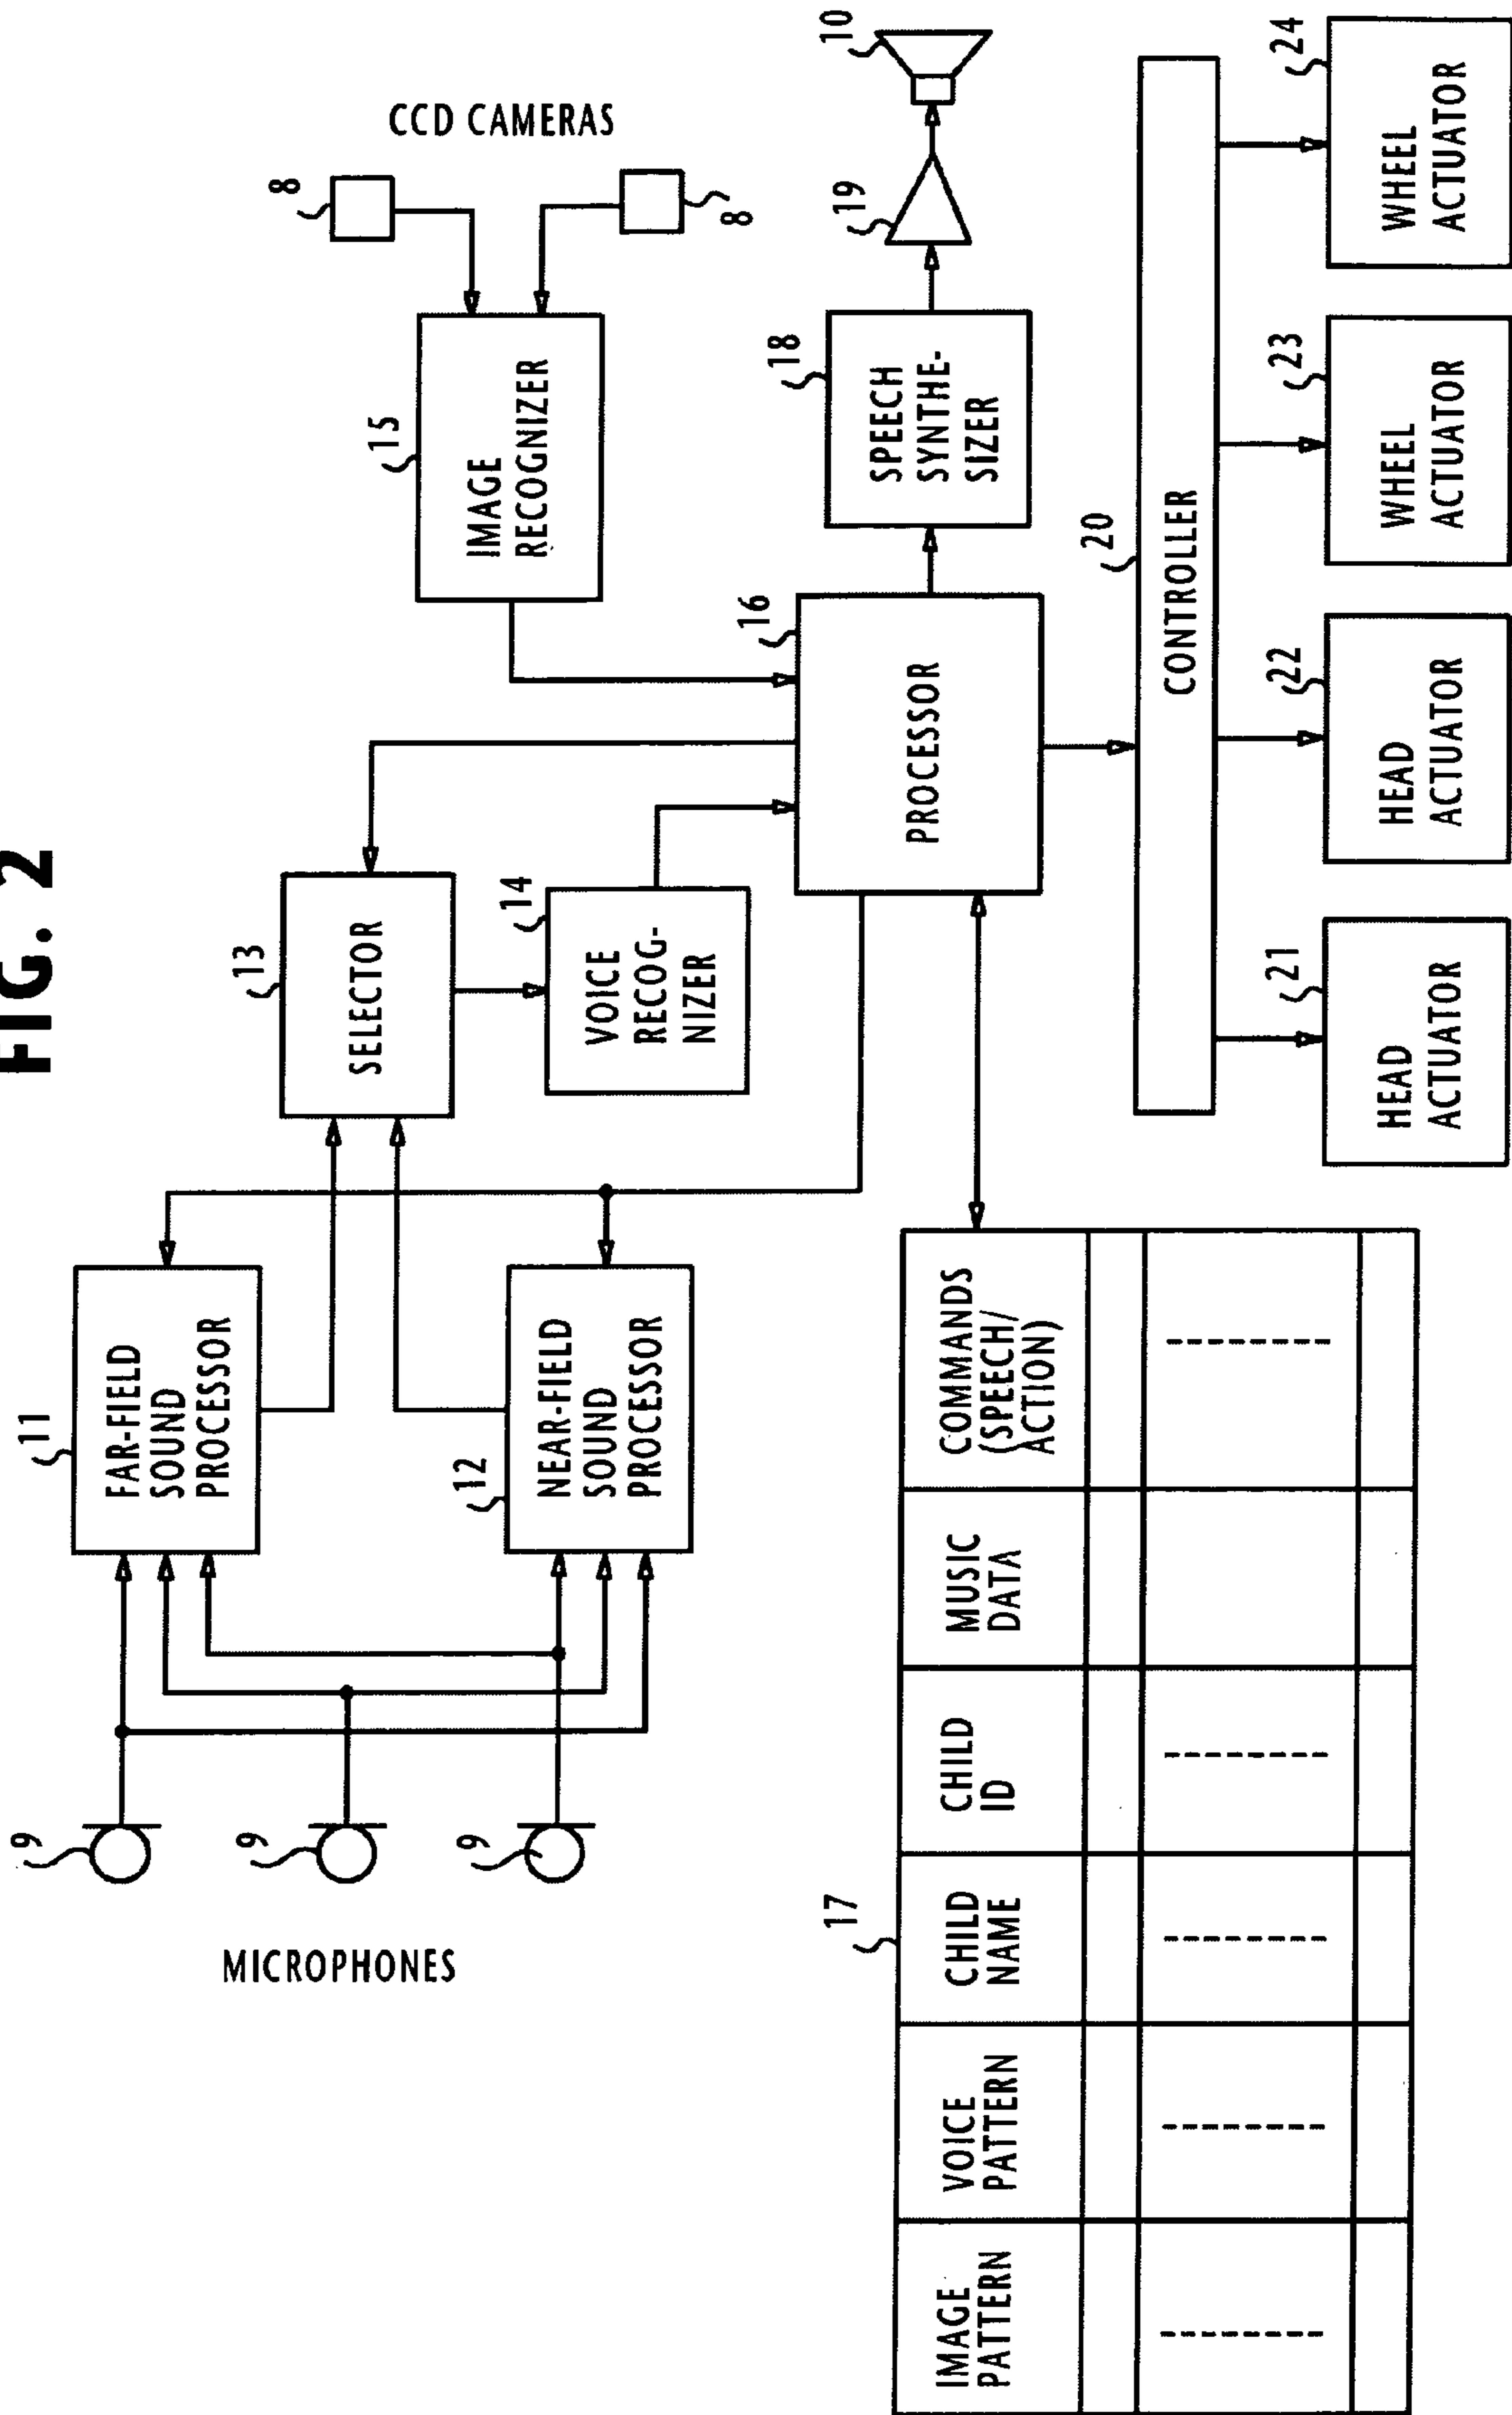 FIG. 2
MICROPHONES
9
9
9
11
FAR-FIELD
SOUND
PROCESSOR
12
NEAR-FIELD
SOUND
PROCESSOR
13
SELECTOR
14
VOICE
RECOG-
NIZER
CCD CAMERAS
8
8
15
IMAGE
RECOGNIZER
16
PROCESSOR
18
SPEECH
SYNTHE-
SIZER
19
10
17
IMAGE
PATTERN
VOICE
PATTERN
CHILD
NAME
CHILD
ID
MUSIC
DATA
COMMANDS
(SPEECH/
ACTION)
20
CONTROLLER
21
HEAD
ACTUATOR
22
HEAD
ACTUATOR
23
WHEEL
ACTUATOR
24
WHEEL
ACTUATOR